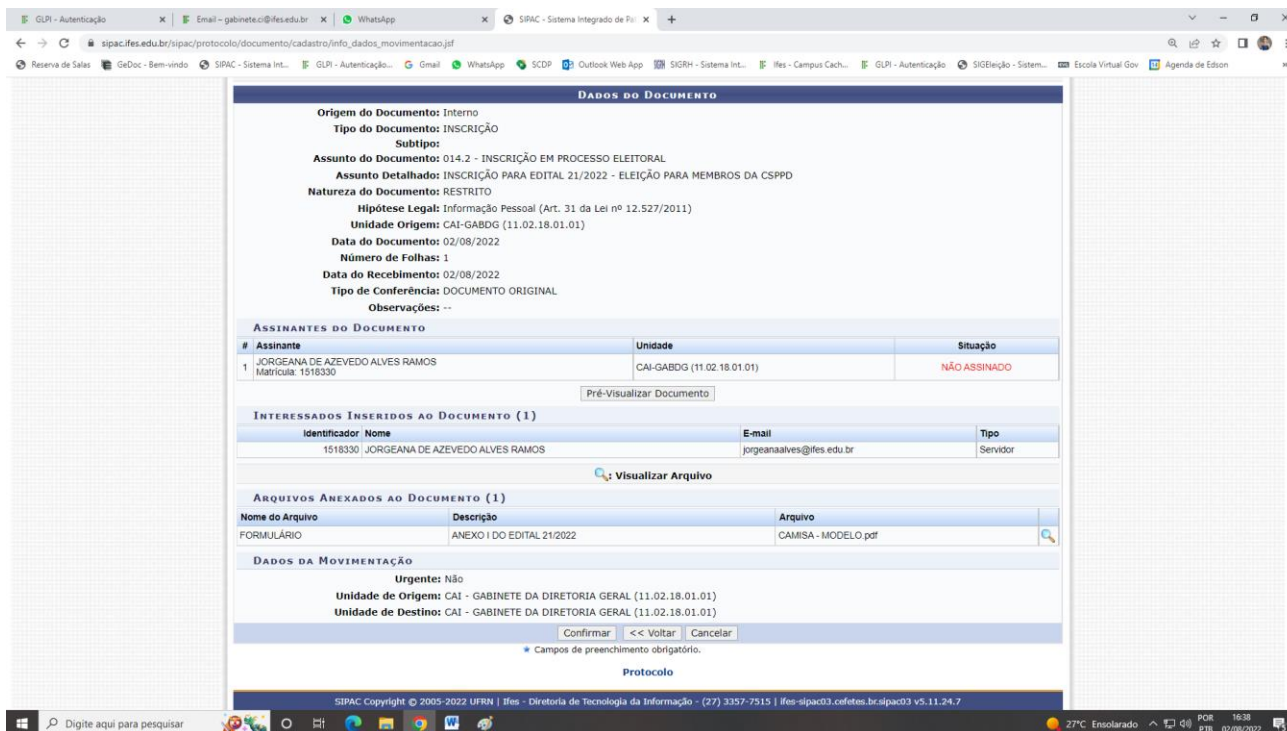 GLPI - Autenticação
Email – gabinete.ci@ifes.edu.br
WhatsApp
SIPAC - Sistema Integrado de Pat
sipac.ifes.edu.br/sipac/protocolo/documento/cadastro/info_dados_movimentacao.jsf
Reserva de Salas GeDoc - Bem-vindo SIPAC - Sistema Int... GLPI - Autenticação... Gmail WhatsApp SCDP Outlook Web App SIGRH - Sistema Int... Ifes - Campus Cach... GLPI - Autenticação SIGEleição - Sistem... Escola Virtual Gov Agenda de Edson
DADOS DO DOCUMENTO
Origem do Documento: Interno
Tipo do Documento: INSCRIÇÃO
Subtipo:
Assunto do Documento: 014.2 - INSCRIÇÃO EM PROCESSO ELEITORAL
Assunto Detalhado: INSCRIÇÃO PARA EDITAL 21/2022 - ELEIÇÃO PARA MEMBROS DA CSPPD
Natureza do Documento: RESTRITO
Hipótese Legal: Informação Pessoal (Art. 31 da Lei nº 12.527/2011)
Unidade Origem: CAI-GABDG (11.02.18.01.01)
Data do Documento: 02/08/2022
Número de Folhas: 1
Data do Recebimento: 02/08/2022
Tipo de Conferência: DOCUMENTO ORIGINAL
Observações: --
ASSINANTES DO DOCUMENTO
# Assinante Unidade Situação
1 JORGEANA DE AZEVEDO ALVES RAMOS
Matrícula: 1518330 CAI-GABDG (11.02.18.01.01) NÃO ASSINADO
Pré-Visualizar Documento
INTERESSADOS INSERIDOS AO DOCUMENTO (1)
Identificador Nome E-mail Tipo
1518330 JORGEANA DE AZEVEDO ALVES RAMOS jorgeanaalves@ifes.edu.br Servidor
: Visualizar Arquivo
ARQUIVOS ANEXADOS AO DOCUMENTO (1)
Nome do Arquivo Descrição Arquivo
FORMULÁRIO ANEXO I DO EDITAL 21/2022 CAMISA - MODELO.pdf
DADOS DA MOVIMENTAÇÃO
Urgente: Não
Unidade de Origem: CAI - GABINETE DA DIRETORIA GERAL (11.02.18.01.01)
Unidade de Destino: CAI - GABINETE DA DIRETORIA GERAL (11.02.18.01.01)
Confirmar << Voltar Cancelar
Campos de preenchimento obrigatório.
Protocolo
SIPAC Copyright © 2005-2022 UFRN | Ifes - Diretoria de Tecnologia da Informação - (27) 3357-7515 | ifes-sipac03.cefetes.br.sipac03 v5.11.24.7
Digite aqui para pesquisar
27°C Ensolarado
POR
PTB
16:38
02/08/2022